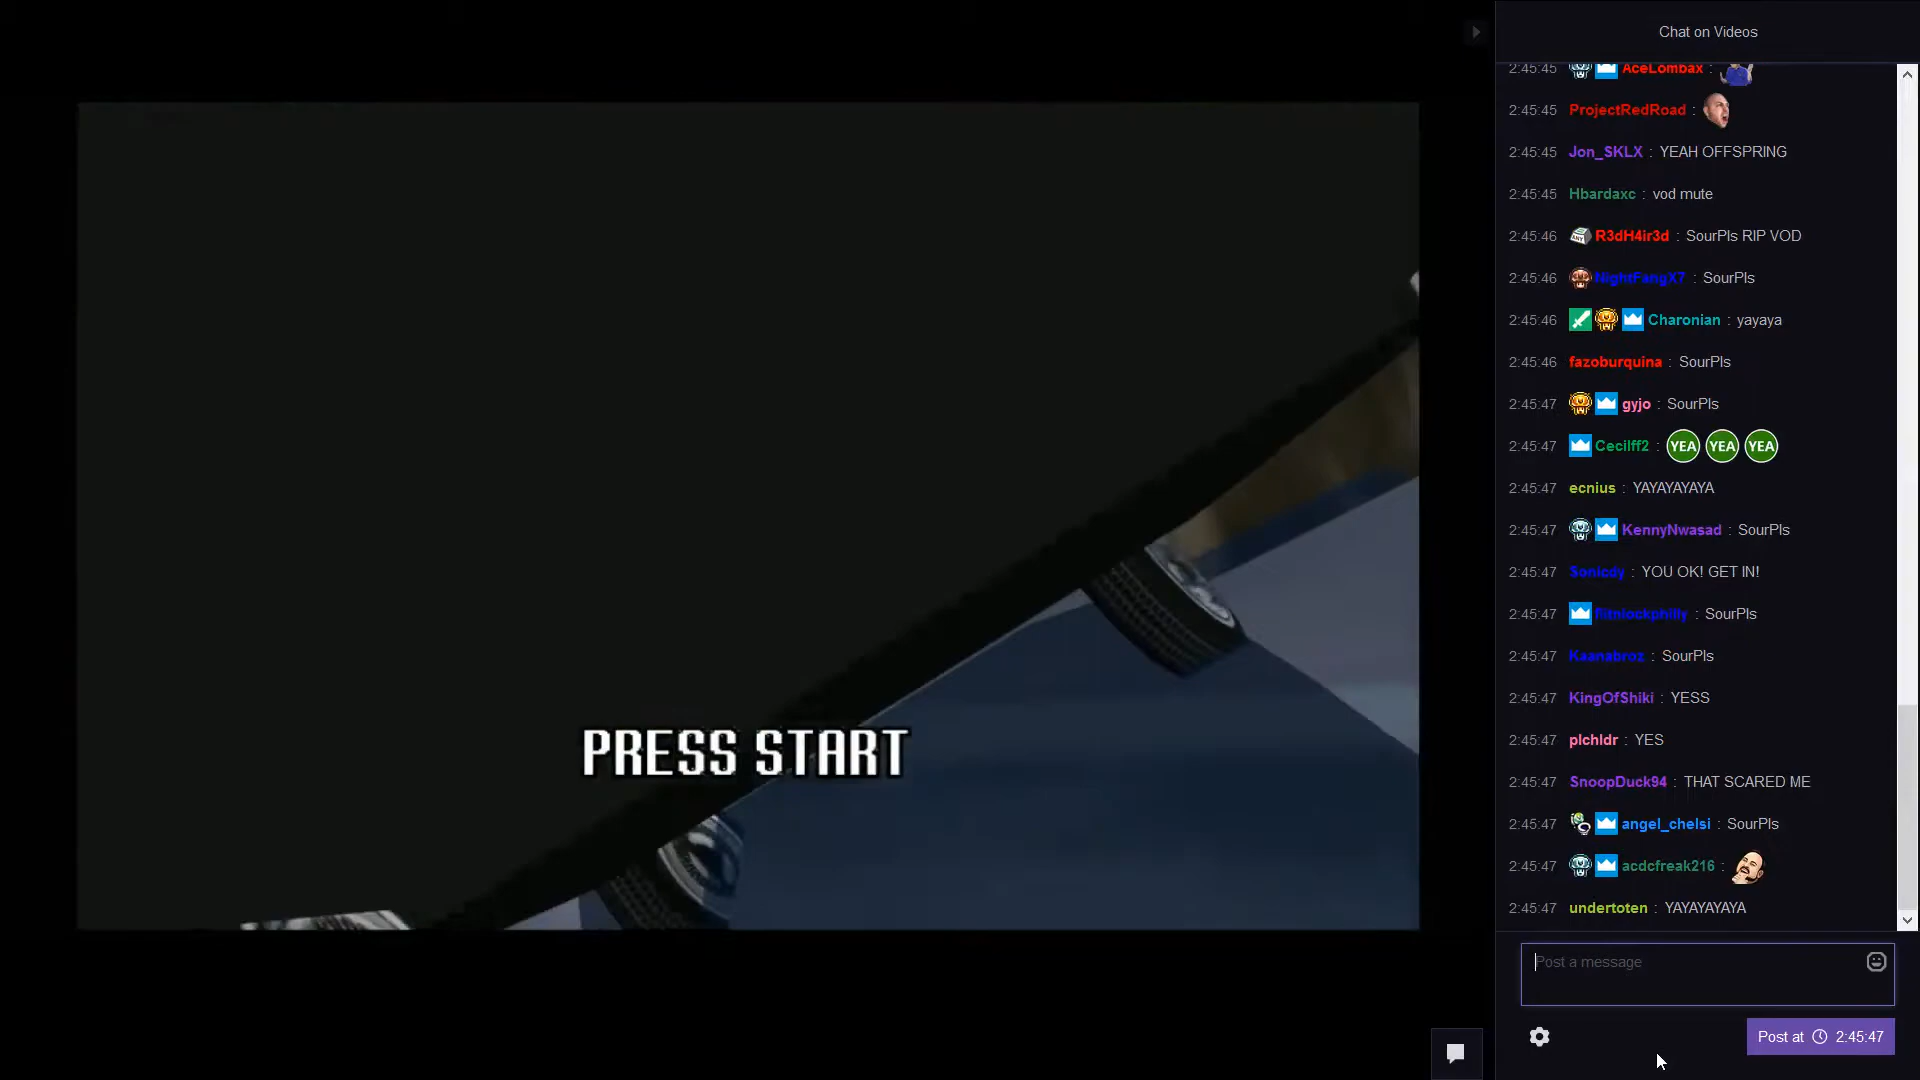 PRESS START
Chat on Videos
2:45:45 AceLombax :
2:45:45 ProjectRedRoad :
2:45:45 Jon_SKLX : YEAH OFFSPRING
2:45:45 Hbardaxc : vod mute
2:45:46 R3dH4ir3d : SourPls RIP VOD
2:45:46 NightFangX7 : SourPls
2:45:46 Charonian : yayaya
2:45:46 fazoburquina : SourPls
2:45:47 gyjo : SourPls
2:45:47 Cecilff2 : YEA YEA YEA
2:45:47 ecnius : YAYAYAYAYA
2:45:47 KennyNwasad : SourPls
2:45:47 Sonicdy : YOU OK! GET IN!
2:45:47 flitnlockphilly : SourPls
2:45:47 Kaanabroz : SourPls
2:45:47 KingOfShiki : YESS
2:45:47 plchldr : YES
2:45:47 SnoopDuck94 : THAT SCARED ME
2:45:47 angel_chelsi : SourPls
2:45:47 acdcfreak216 :
2:45:47 undertoten : YAYAYAYAYA
Post a message
Post at 2:45:47